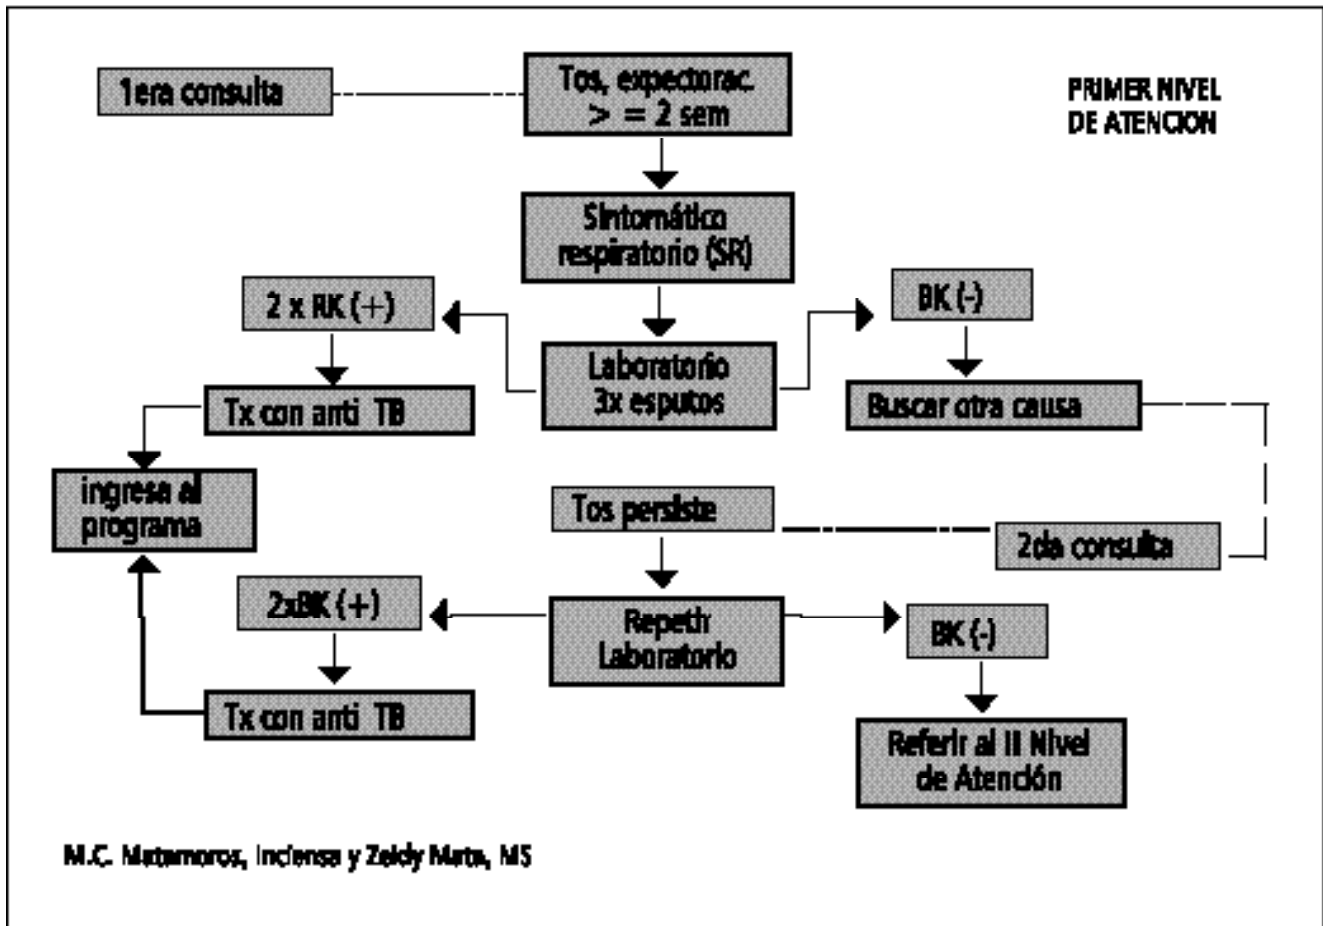 1era consulta
Tos, expectorac.
> = 2 sem
PRIMER NIVEL
DE ATENCION
Sintomático
respiratorio (SR)
2 x RK (+)
BK (-)
Laboratorio
3x esputos
Tx con anti TB
Buscar otra causa
ingresa al
programa
Tos persiste
2da consulta
2xBK (+)
Repetir
Laboratorio
BK (-)
Tx con anti TB
Referir al II Nivel
de Atención
M.C. Matamoros, Inciensa y Zeidy Mata, MS